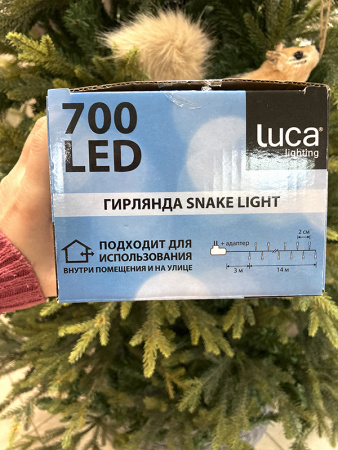 700
LED
luca®
lighting
ГИРЛЯНДА SNAKE LIGHT
ПОДХОДИТ ДЛЯ
ИСПОЛЬЗОВАНИЯ
ВНУТРИ ПОМЕЩЕНИЯ И НА УЛИЦЕ
+ адаптер
2 см
3 м
14 м